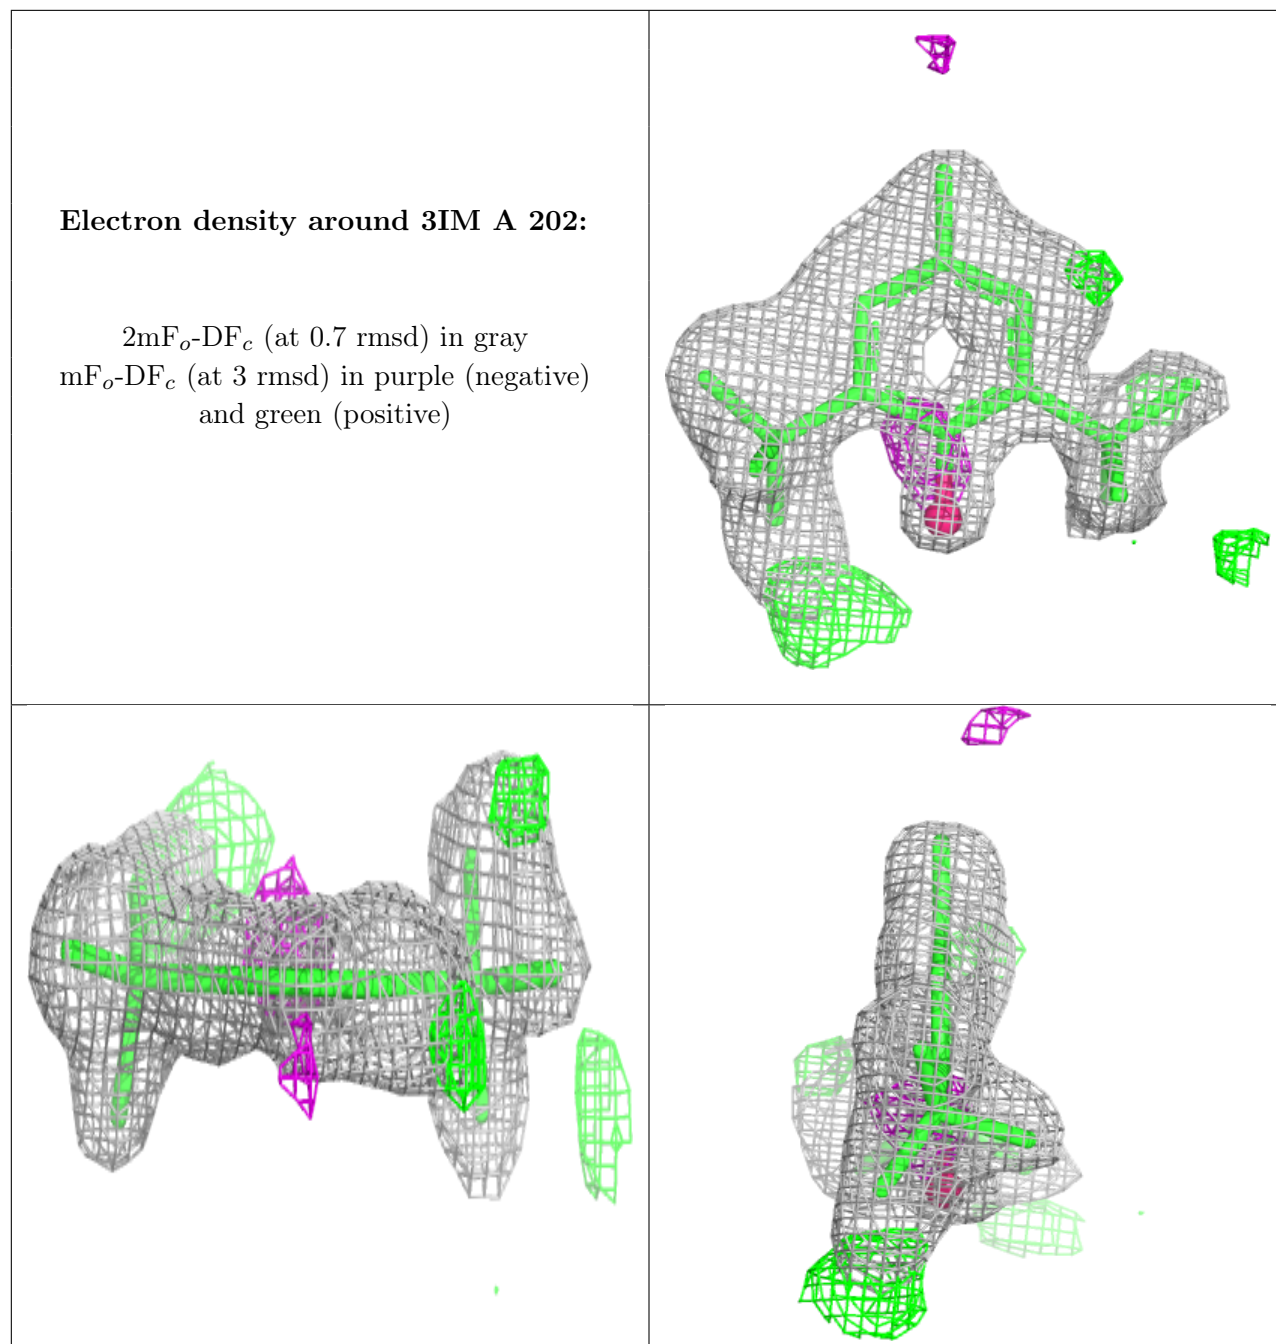 Electron density around 3IM A 202:
2mFo-DFc (at 0.7 rmsd) in gray
mFo-DFc (at 3 rmsd) in purple (negative)
and green (positive)